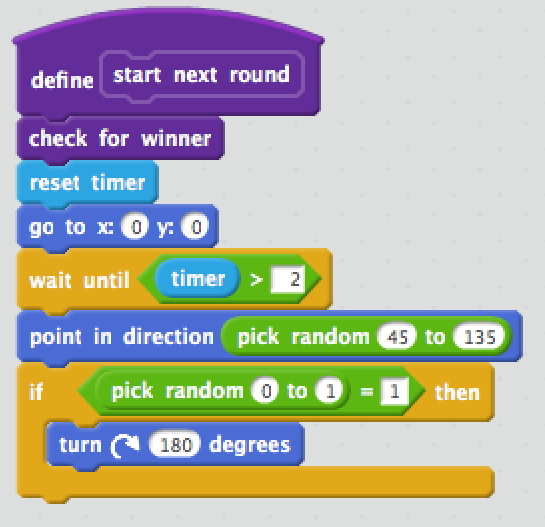 define start next round
check for winner
reset timer
go to x: 0 y: 0
wait until timer > 2
point in direction pick random 45 to 135
if pick random 0 to 1 = 1 then
turn 180 degrees